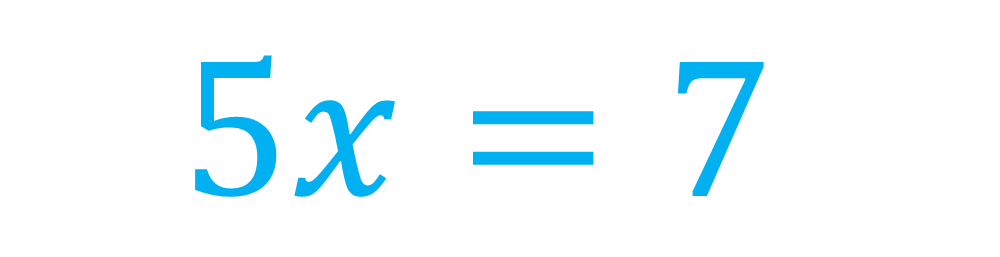 5x = 7